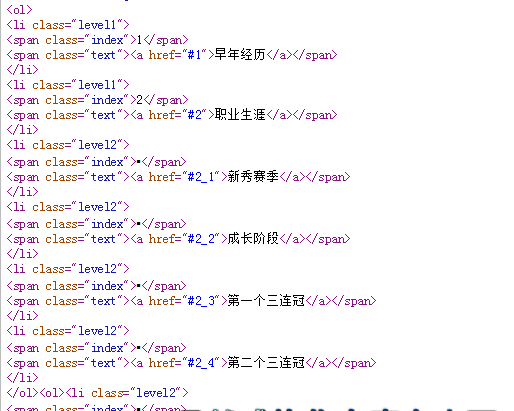 <ol>
<li class="level1">
<span class="index">1</span>
<span class="text"><a href="#1">早年经历</a></span>
</li>
<li class="level1">
<span class="index">2</span>
<span class="text"><a href="#2">职业生涯</a></span>
</li>
<li class="level2">
<span class="index">▪</span>
<span class="text"><a href="#2_1">新秀赛季</a></span>
</li>
<li class="level2">
<span class="index">▪</span>
<span class="text"><a href="#2_2">成长阶段</a></span>
</li>
<li class="level2">
<span class="index">▪</span>
<span class="text"><a href="#2_3">第一个三连冠</a></span>
</li>
<li class="level2">
<span class="index">▪</span>
<span class="text"><a href="#2_4">第二个三连冠</a></span>
</li>
</ol><ol><li class="level2">
<span class="index">▪</span>